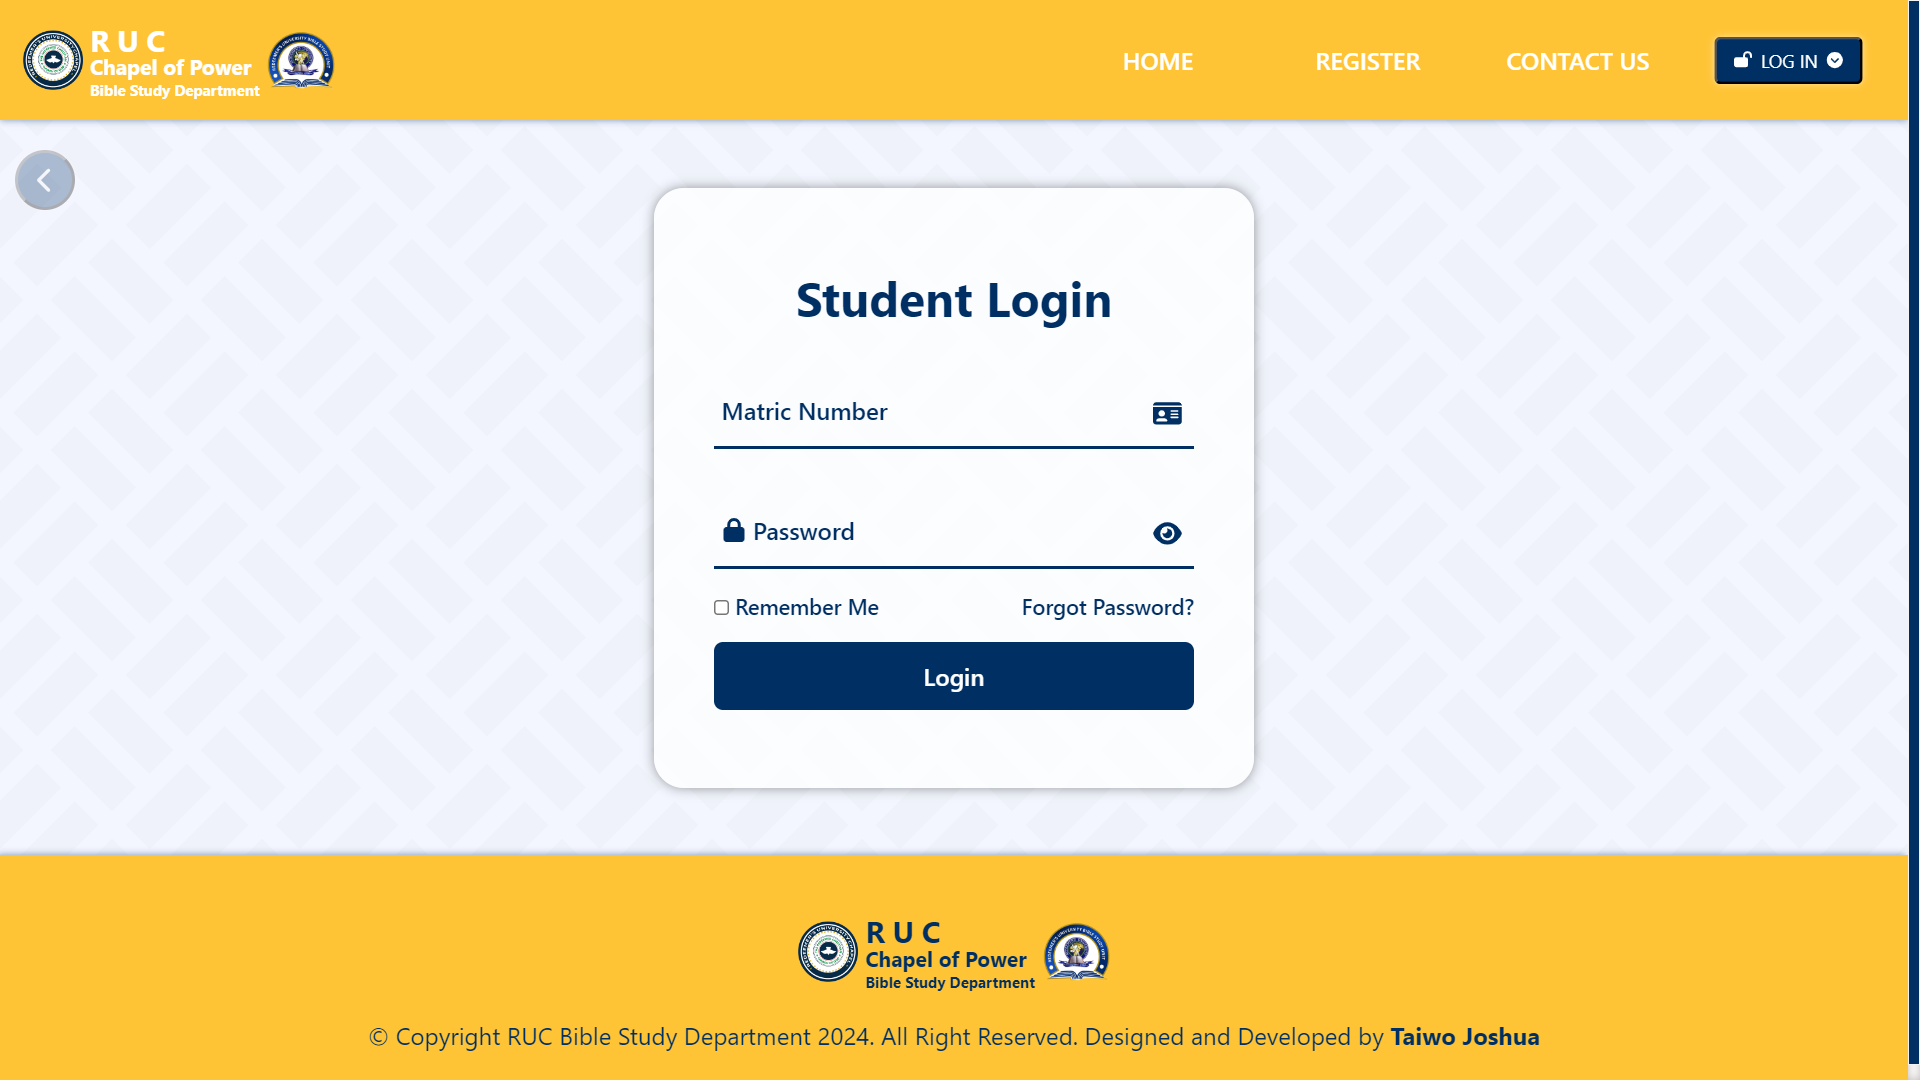 R U C
Chapel of Power
Bible Study Department
HOME
REGISTER
CONTACT US
LOG IN
Student Login
Matric Number
Password
Remember Me
Forgot Password?
Login
R U C
Chapel of Power
Bible Study Department
© Copyright RUC Bible Study Department 2024. All Right Reserved. Designed and Developed by Taiwo Joshua